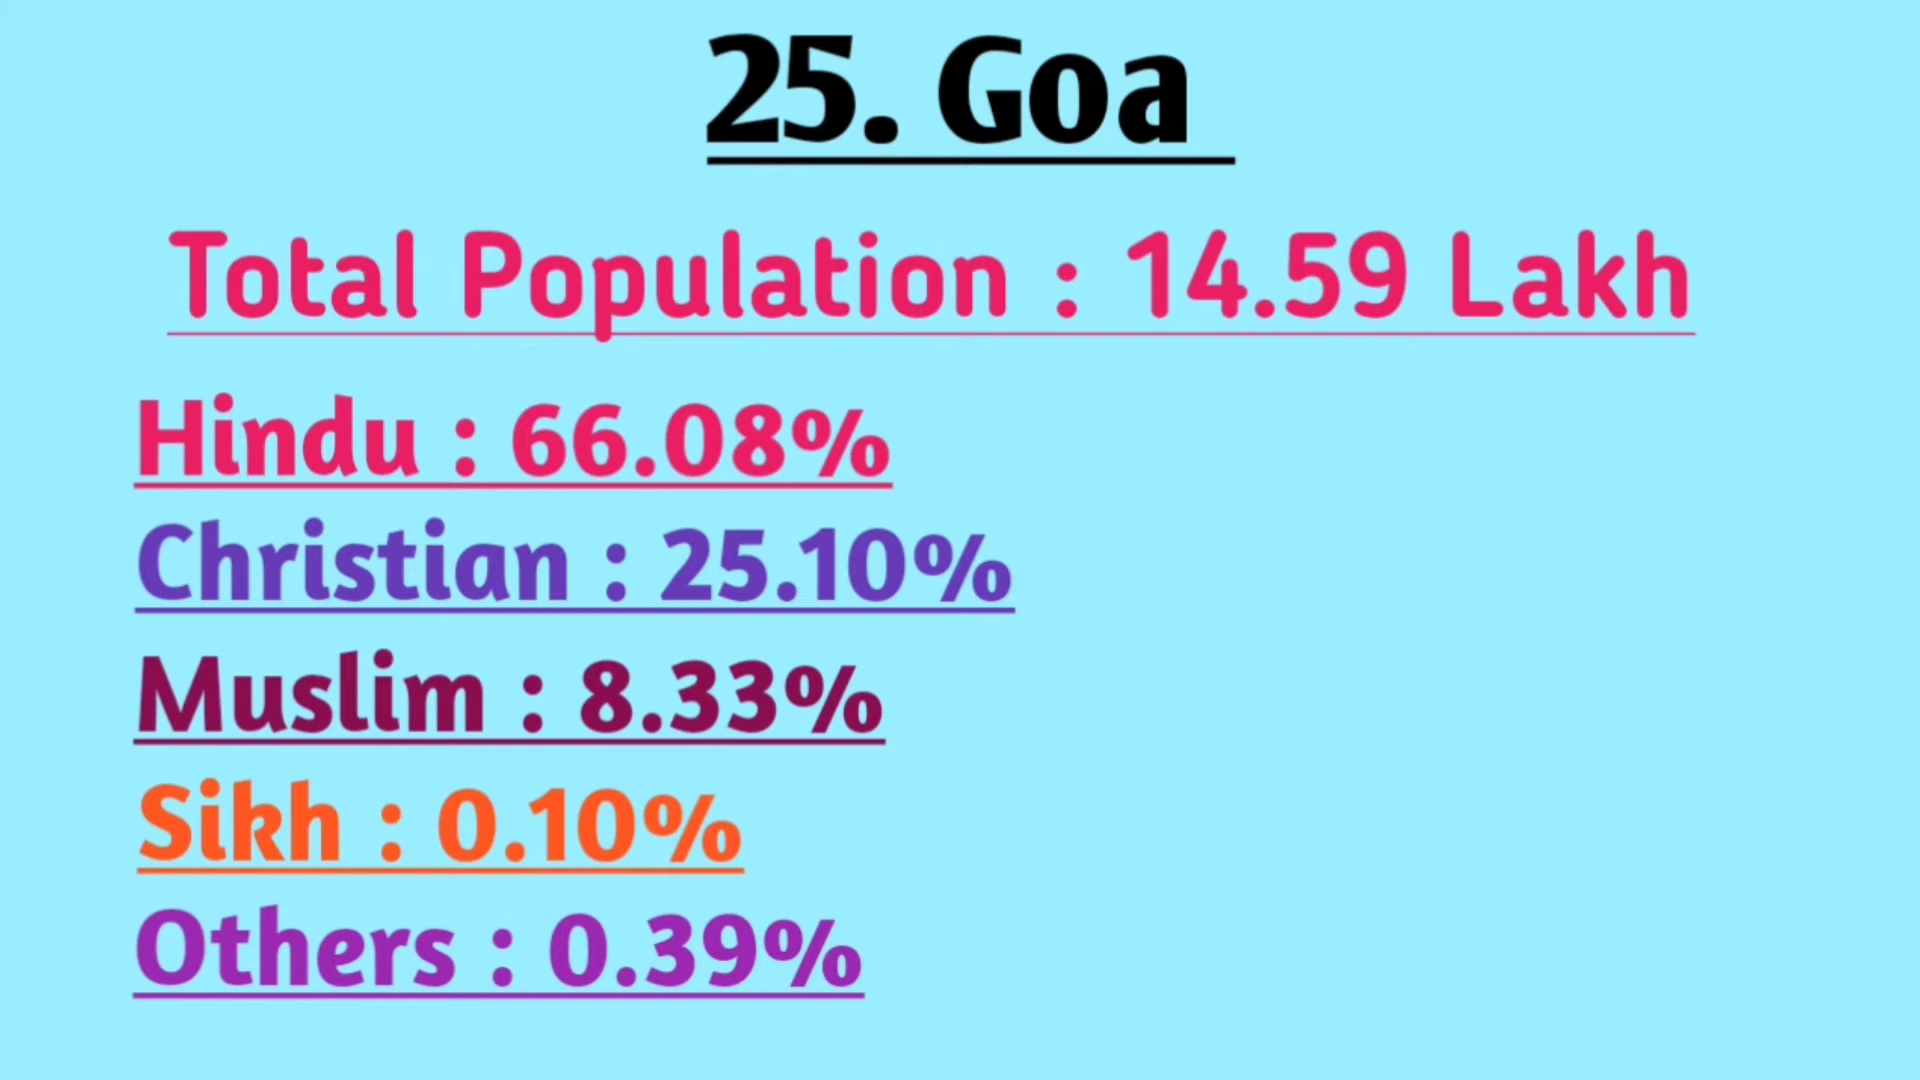 25. Goa
Total Population : 14.59 Lakh
Hindu : 66.08%
Christian : 25.10%
Muslim : 8.33%
Sikh : 0.10%
Others : 0.39%